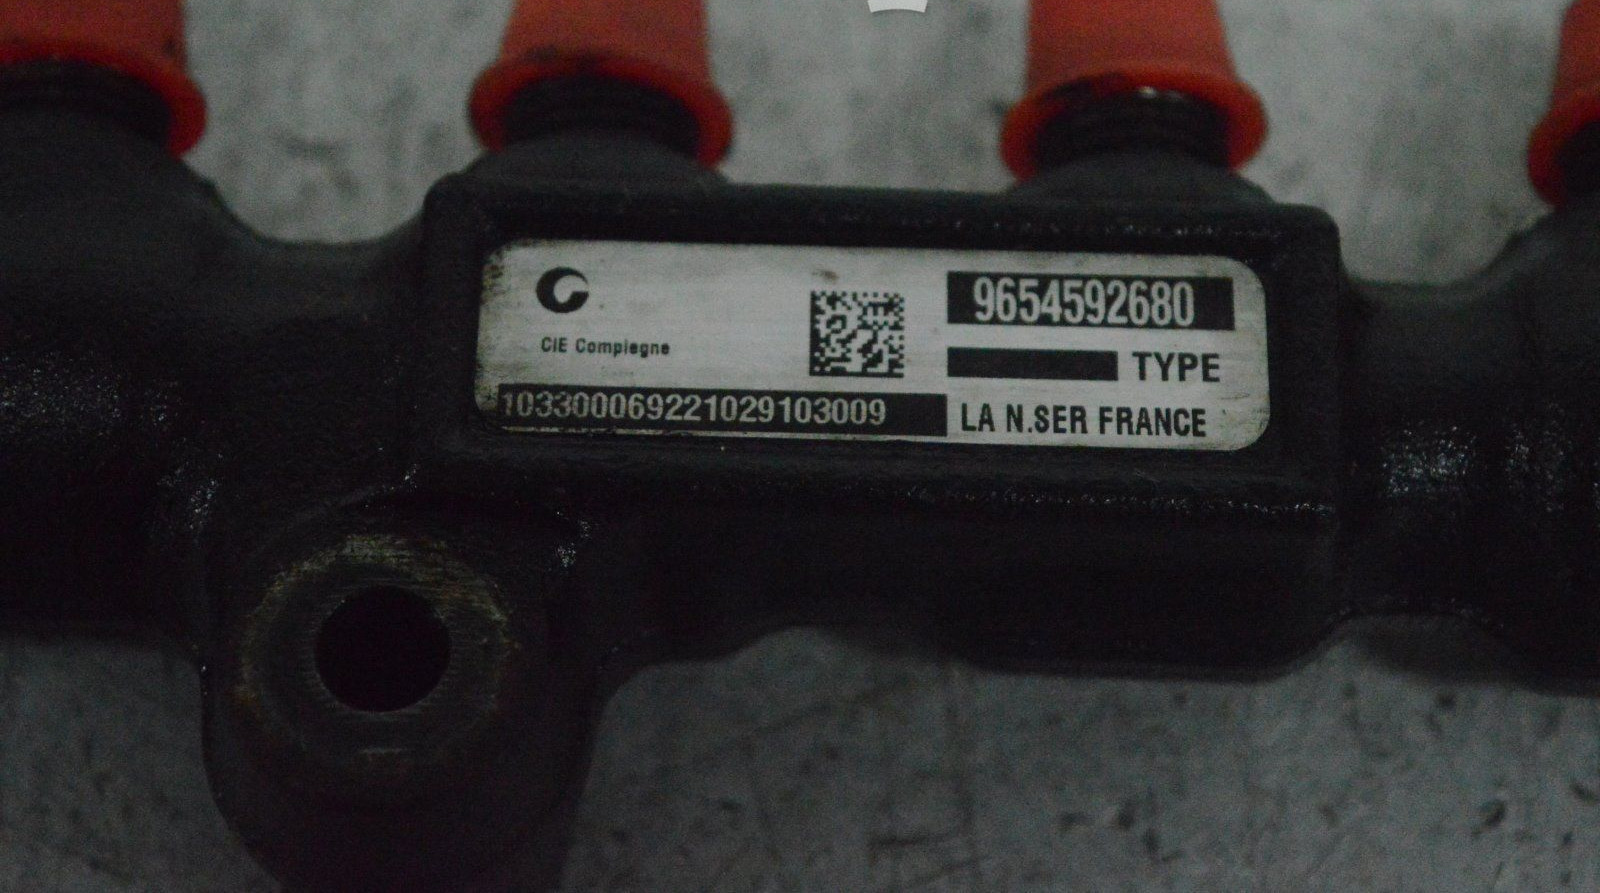 CIE Compiegne
9654592680
TYPE
103300069221029103009
LA N.SER FRANCE